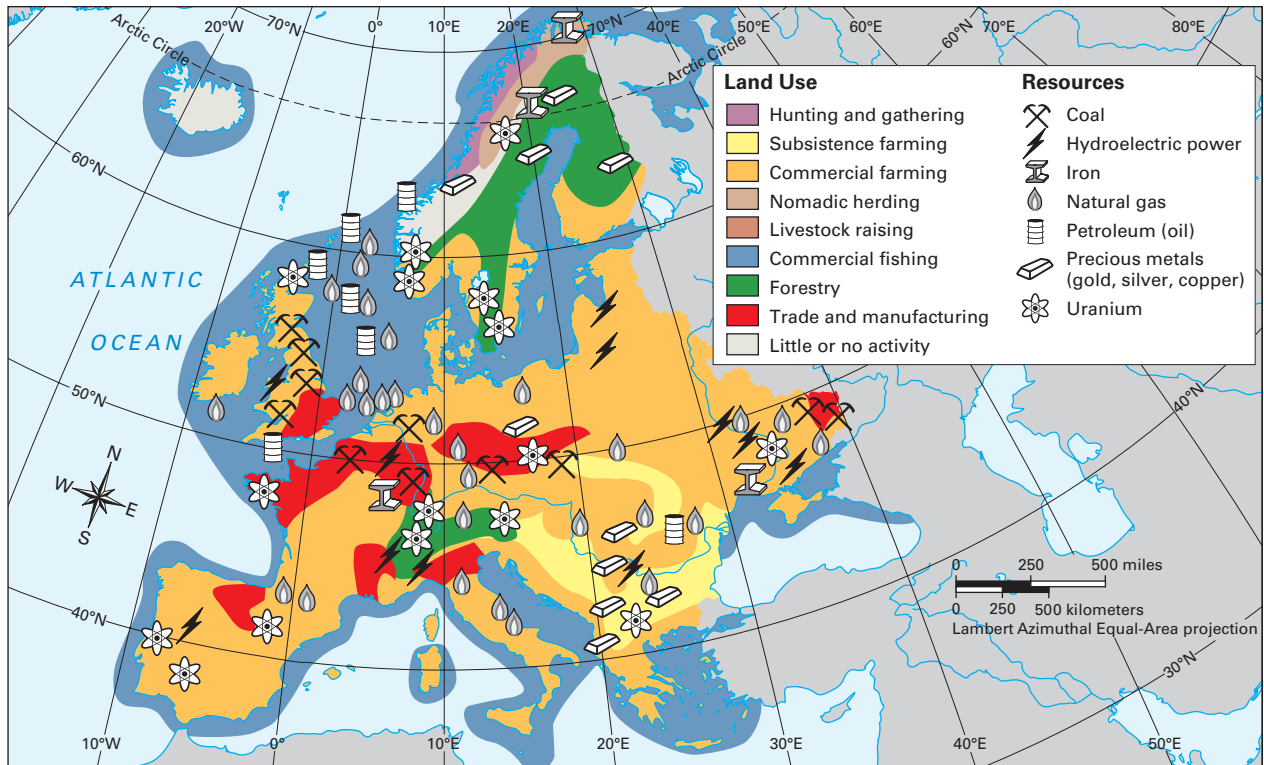 20°W
70°N
0°
10°E
20°E
70°N
40°E
50°E
60°N
70°E
80°E
Arctic Circle
Arctic Circle
60°N
50°N
40°N
ATLANTIC
OCEAN
N
W
E
S
Land Use
Hunting and gathering
Subsistence farming
Commercial farming
Nomadic herding
Livestock raising
Commercial fishing
Forestry
Trade and manufacturing
Little or no activity
Resources
Coal
Hydroelectric power
Iron
Natural gas
Petroleum (oil)
Precious metals
(gold, silver, copper)
Uranium
40°N
0 250 500 miles
0 250 500 kilometers
Lambert Azimuthal Equal-Area projection
30°N
10°W
0°
10°E
20°E
30°E
40°E
50°E